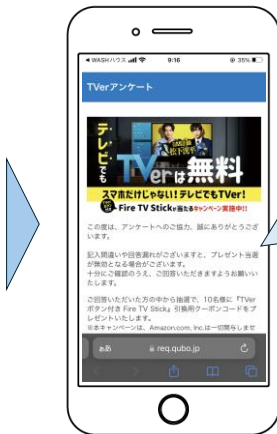 WASHハウス 9:16 35%
TVerアンケート
テレビでも
TVerは無料
スマホだけじゃない!テレビでもTVer!
Fire TV Stickが当たるキャンペーン実施中!!
この度は、アンケートへのご協力、誠にありがとうござ
います。
記入間違いや回答漏れがございますと、プレゼント当選
が無効となる場合がございます。
十分にご確認のうえ、ご回答いただきますようお願いい
たします。
ご回答いただいた方の中から抽選で、10名様に『TVer
ボタン付き Fire TV Stick』引換用クーポンコードをプ
レゼントいたします。
※本キャンペーンは、Amazon.com, Inc.は一切関与しませ
ぁあ req.qubo.jp